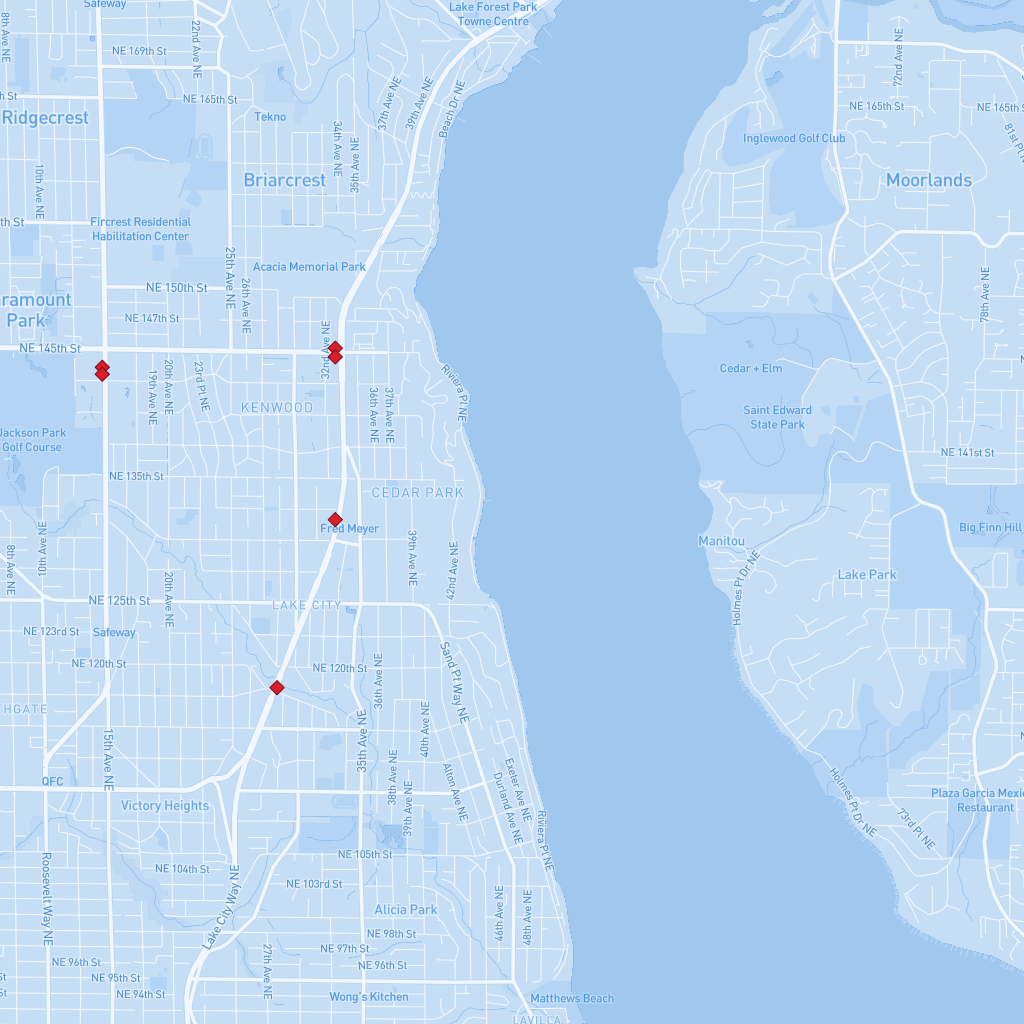 Safeway
Lake Forest Park
Towne Centre
8th Ave NE
22nd Ave NE
NE 169th St
72nd Ave NE
37th Ave NE
39th Ave NE
Beach Dr NE
NE 165th St
NE 165th St
NE 165th S
Ridgecrest
Tekno
34th Ave NE
35th Ave NE
Inglewood Golf Club
81st Pl N
10th Ave NE
Briarcrest
Moorlands
Fircrest Residential
Habilitation Center
25th Ave NE
Acacia Memorial Park
26th Ave NE
78th Ave NE
NE 150th St
aramount
Park
NE 147th St
32nd Ave NE
NE 145th St
19th Ave NE
20th Ave NE
23rd Pl NE
Riviera Pl NE
Cedar + Elm
36th Ave NE
37th Ave NE
KENWOOD
Saint Edward
State Park
Jackson Park
Golf Course
NE 141st St
NE 135th St
CEDAR PARK
Fred Meyer
Big Finn Hill
Manitou
10th Ave NE
8th Ave NE
39th Ave NE
42nd Ave NE
20th Ave NE
Holmes Pt Dr NE
Lake Park
NE 125th St
LAKE CITY
NE 123rd St
Safeway
NE 120th St
NE 120th St
36th Ave NE
Sand Pt Way NE
THGATE
15th Ave NE
35th Ave NE
40th Ave NE
38th Ave NE
39th Ave NE
Alton Ave NE
Durland Ave NE
Exeter Ave NE
Riviera Pl NE
QFC
Victory Heights
Holmes Pt Dr NE
73rd Pl NE
Plaza Garcia Mexic
Restaurant
Roosevelt Way NE
NE 105th St
NE 104th St
Lake City Way NE
NE 103rd St
Alicia Park
46th Ave NE
48th Ave NE
NE 98th St
NE 97th St
NE 96th St
NE 96th St
27th Ave NE
NE 95th St
NE 94th St
Wong's Kitchen
Matthews Beach
LAVILLA